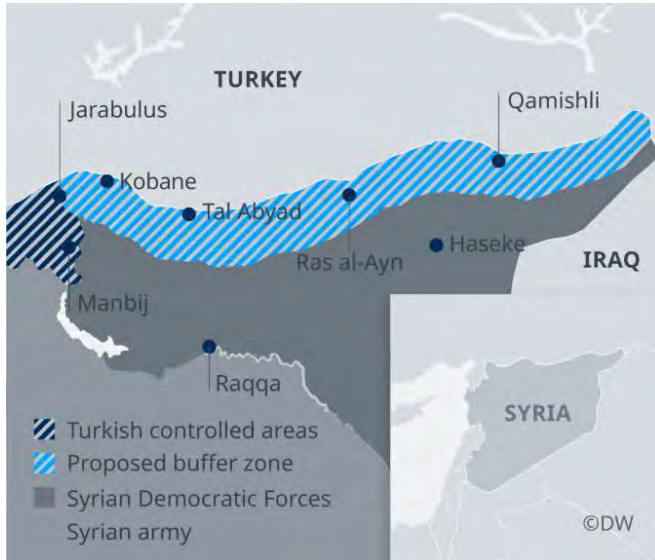 TURKEY
Jarabulus
Qamishli
Kobane
Tal Abyad
Ras al-Ayn
Haseke
IRAQ
Manbij
Raqqa
Turkish controlled areas
Proposed buffer zone
Syrian Democratic Forces
Syrian army
SYRIA
©DW